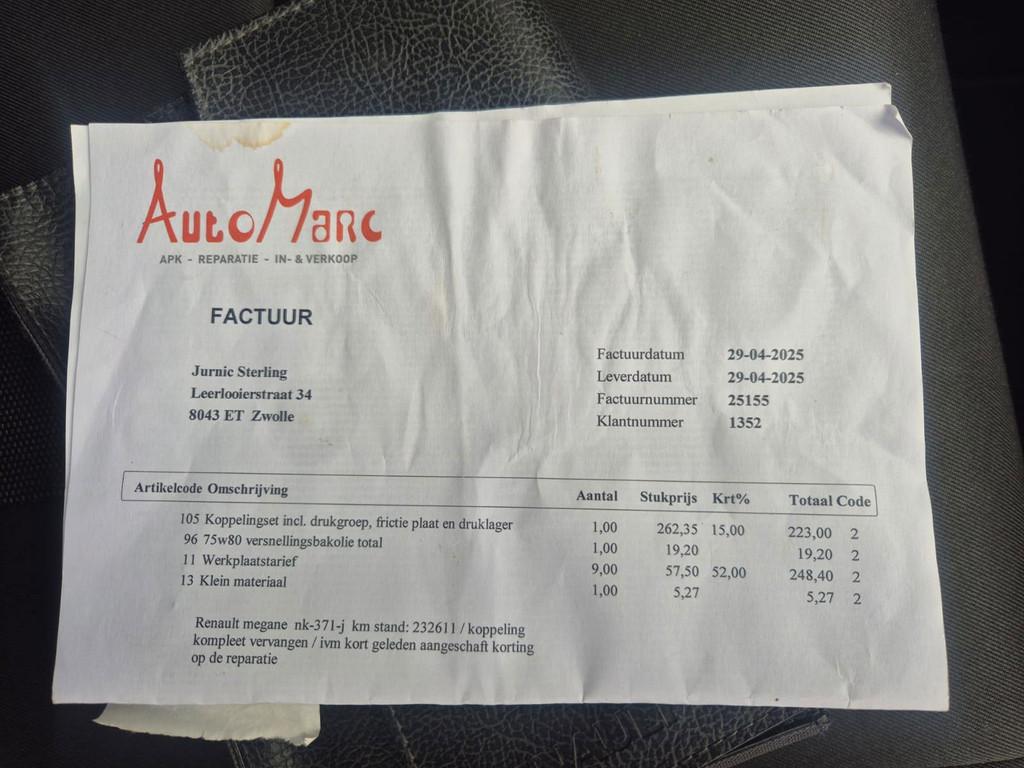 AutoMarc
APK - REPARATIE - IN- & VERKOOP
FACTUUR
Jurnic Sterling
Leerlooierstraat 34
8043 ET Zwolle
Factuurdatum 29-04-2025
Leverdatum 29-04-2025
Factuurnummer 25155
Klantnummer 1352
Artikelcode Omschrijving Aantal Stukprijs Krt% Totaal Code
105 Koppelingset incl. drukgroep, frictie plaat en druklager 1,00 262,35 15,00 223,00 2
96 75w80 versnellingsbakolie total 1,00 19,20 19,20 2
11 Werkplaatstarief 9,00 57,50 52,00 248,40 2
13 Klein materiaal 1,00 5,27 5,27 2
Renault megane nk-371-j km stand: 232611 / koppeling
kompleet vervangen / ivm kort geleden aangeschaft korting
op de reparatie